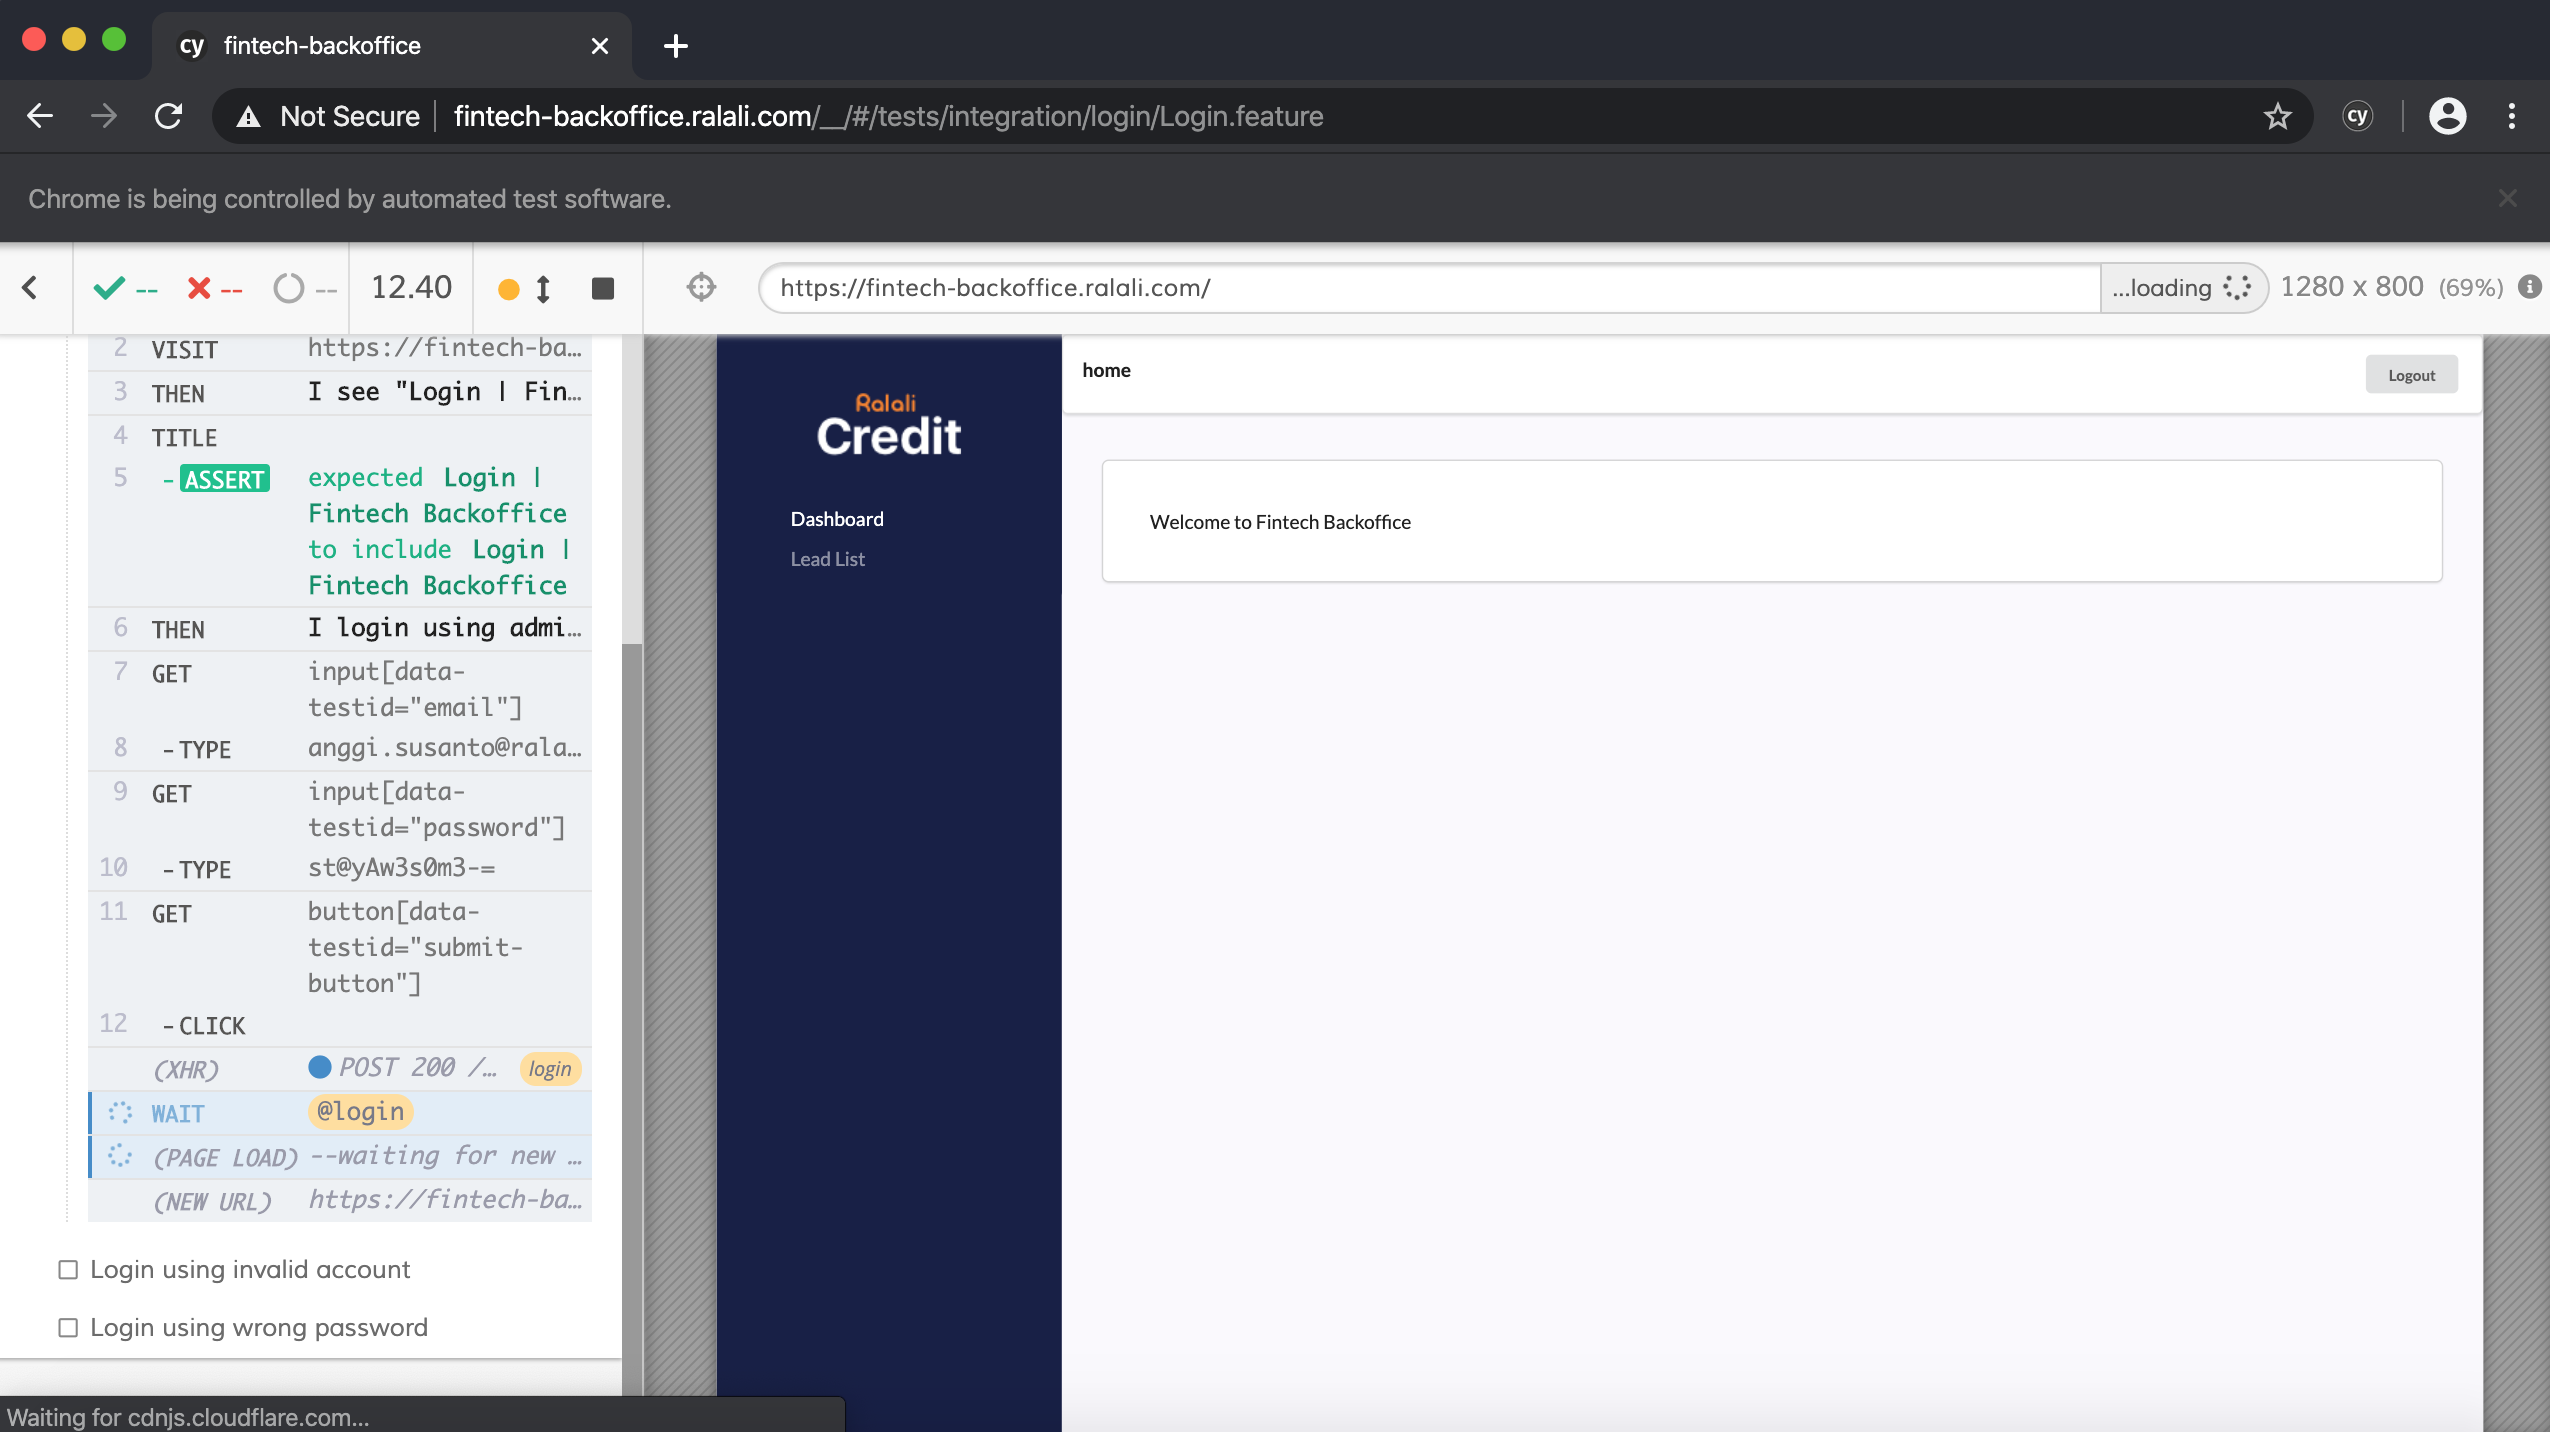 cy fintech-backoffice
Not Secure fintech-backoffice.ralali.com/__/#/tests/integration/login/Login.feature cy
Chrome is being controlled by automated test software.
-- -- -- 12.40 https://fintech-backoffice.ralali.com/ ...loading 1280 x 800 (69%)
2 VISIT https://fintech-ba...
3 THEN I see "Login | Fin...
4 TITLE
5 -ASSERT expected Login |
Fintech Backoffice
to include Login |
Fintech Backoffice
6 THEN I login using admi...
7 GET input[data-
testid="email"]
8 -TYPE anggi.susanto@rala...
9 GET input[data-
testid="password"]
10 -TYPE st@yAw3s0m3-=
11 GET button[data-
testid="submit-
button"]
12 -CLICK
(XHR) POST 200 /... login
WAIT @login
(PAGE LOAD) --waiting for new ...
(NEW URL) https://fintech-ba...
Login using invalid account
Login using wrong password
Waiting for cdnjs.cloudflare.com...
Ralali
Credit
Dashboard
Lead List
home
Logout
Welcome to Fintech Backoffice